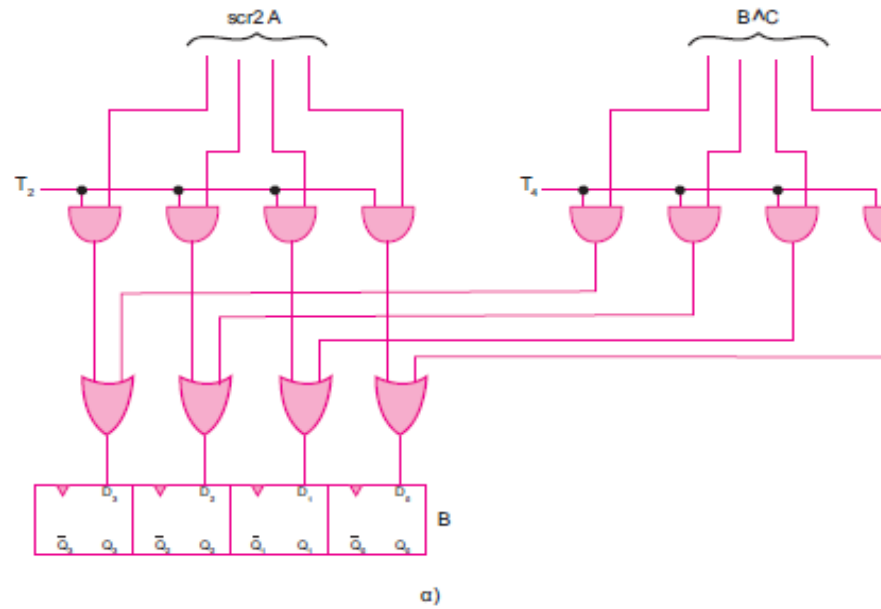 scr2 A B^C
T₂ T₄
D₃ D₂ D₁ D₀ B
Q̅₃ Q₃ Q̅₂ Q₂ Q̅₁ Q₁ Q̅₀ Q₀
α)